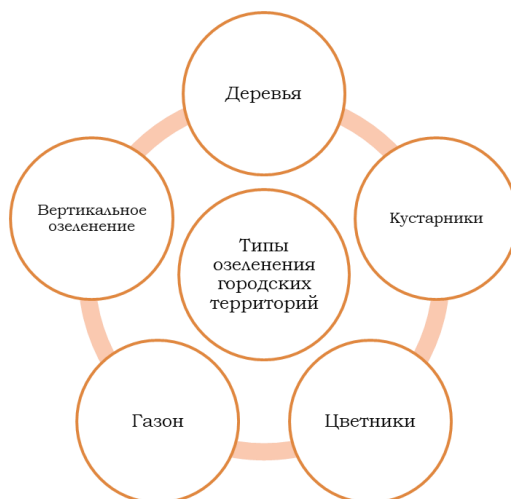 Деревья
Кустарники
Цветники
Газон
Вертикальное
озеленение
Типы
озеленения
городских
территорий